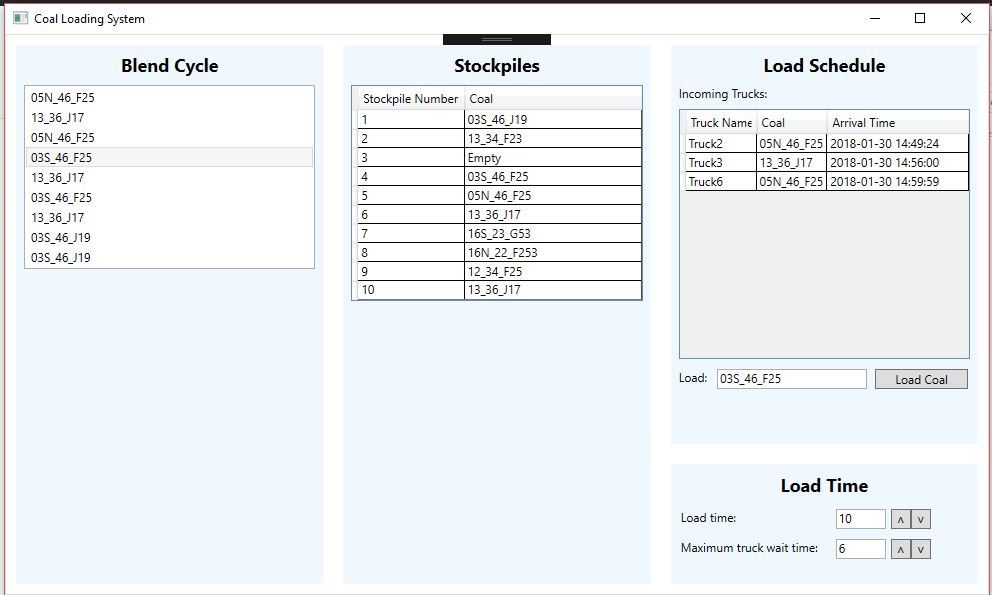 Coal Loading System
Blend Cycle
05N_46_F25
13_36_J17
05N_46_F25
03S_46_F25
13_36_J17
03S_46_F25
13_36_J17
03S_46_J19
03S_46_J19
Stockpiles
Stockpile Number Coal
1 03S_46_J19
2 13_34_F23
3 Empty
4 03S_46_F25
5 05N_46_F25
6 13_36_J17
7 16S_23_G53
8 16N_22_F253
9 12_34_F25
10 13_36_J17
Load Schedule
Incoming Trucks:
Truck Name Coal Arrival Time
Truck2 05N_46_F25 2018-01-30 14:49:24
Truck3 13_36_J17 2018-01-30 14:56:00
Truck6 05N_46_F25 2018-01-30 14:59:59
Load: 03S_46_F25 Load Coal
Load Time
Load time: 10 ʌ v
Maximum truck wait time: 6 ʌ v